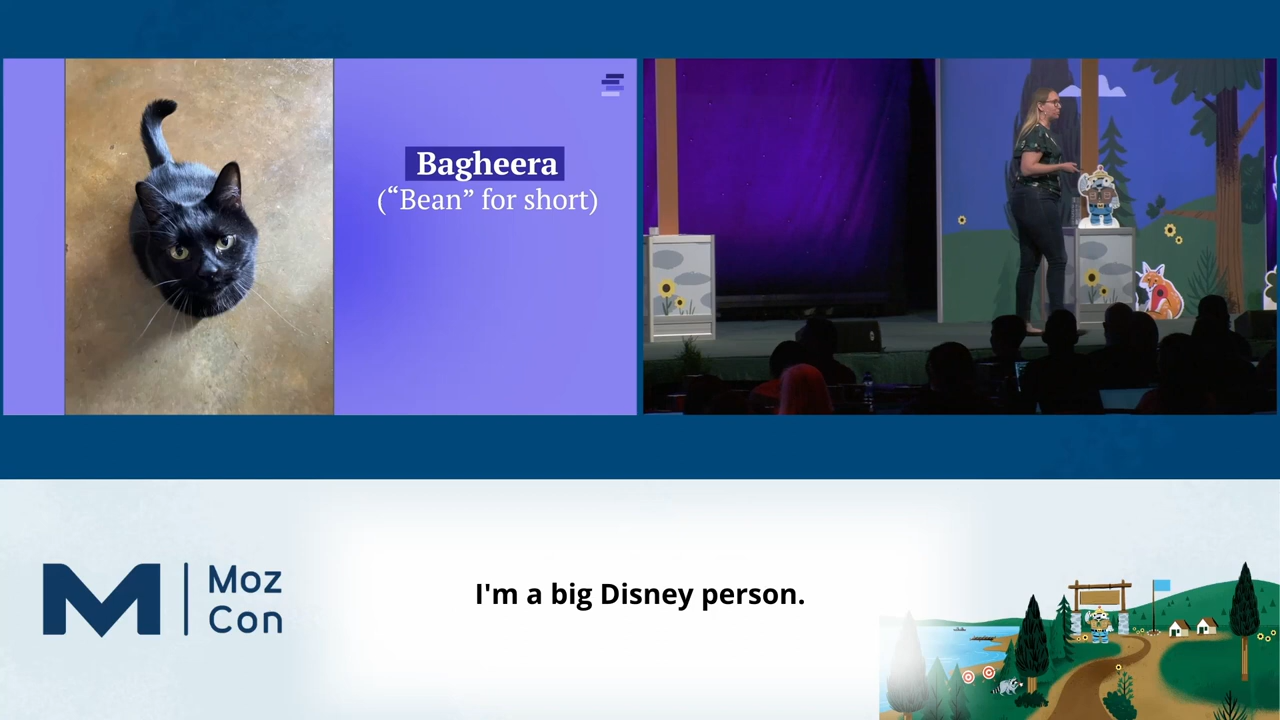 Bagheera
(“Bean” for short)
I'm a big Disney person.
Moz
Con